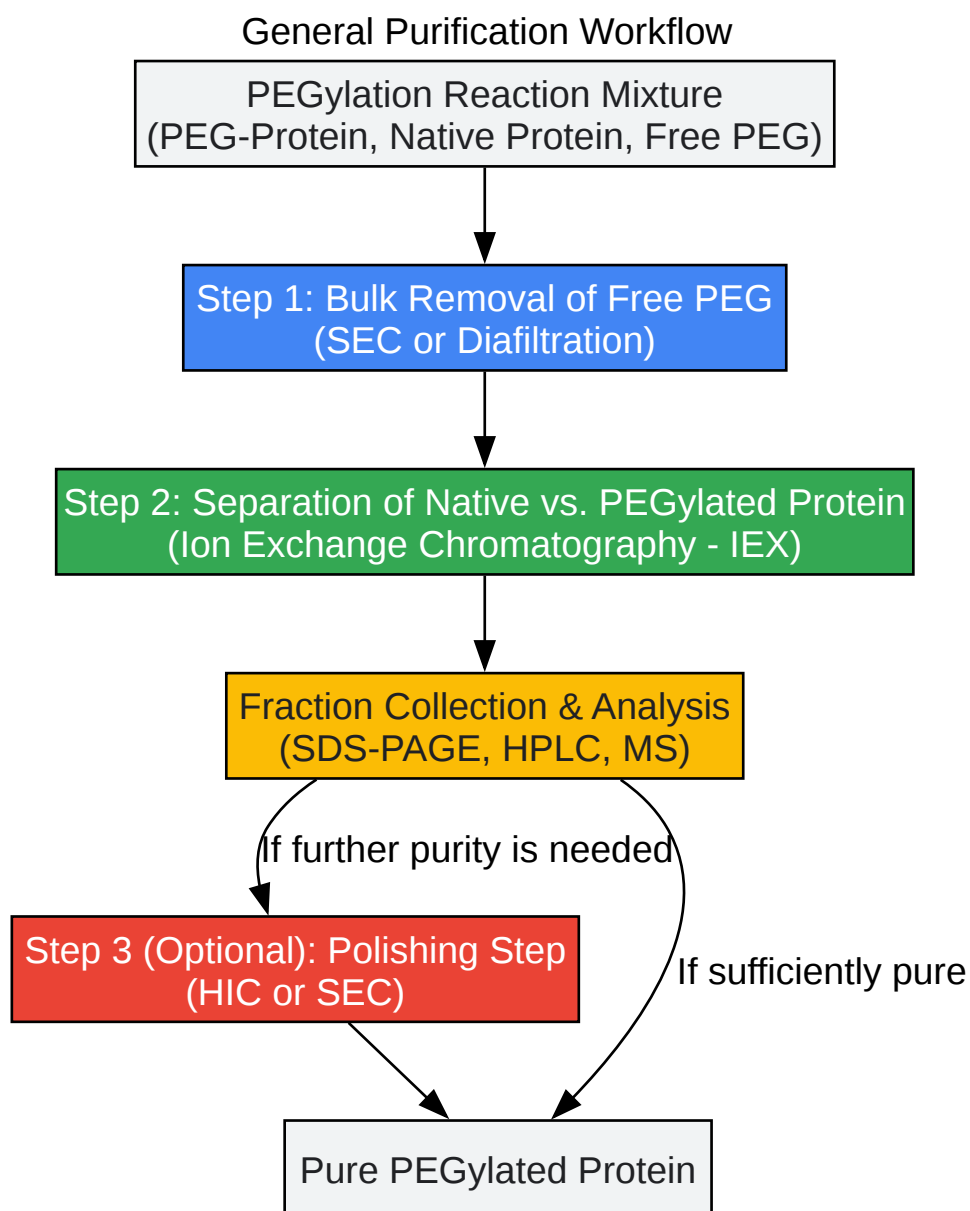 General Purification Workflow
PEGylation Reaction Mixture
(PEG-Protein, Native Protein, Free PEG)
Step 1: Bulk Removal of Free PEG
(SEC or Diafiltration)
Step 2: Separation of Native vs. PEGylated Protein
(Ion Exchange Chromatography - IEX)
Fraction Collection & Analysis
(SDS-PAGE, HPLC, MS)
If further purity is needed
Step 3 (Optional): Polishing Step
(HIC or SEC)
If sufficiently pure
Pure PEGylated Protein